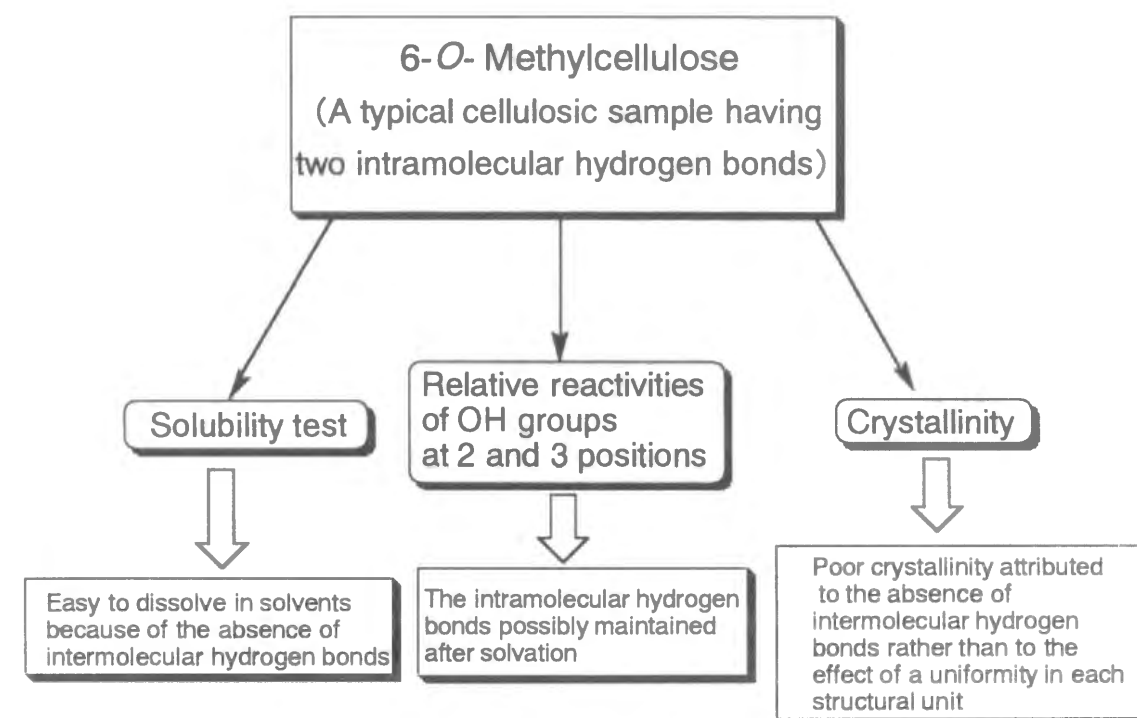 6-O- Methylcellulose
(A typical cellulosic sample having
two intramolecular hydrogen bonds)
Solubility test
Relative reactivities
of OH groups
at 2 and 3 positions
Crystallinity
Easy to dissolve in solvents
because of the absence of
intermolecular hydrogen bonds
The intramolecular hydrogen
bonds possibly maintained
after solvation
Poor crystallinity attributed
to the absence of
intermolecular hydrogen
bonds rather than to the
effect of a uniformity in each
structural unit